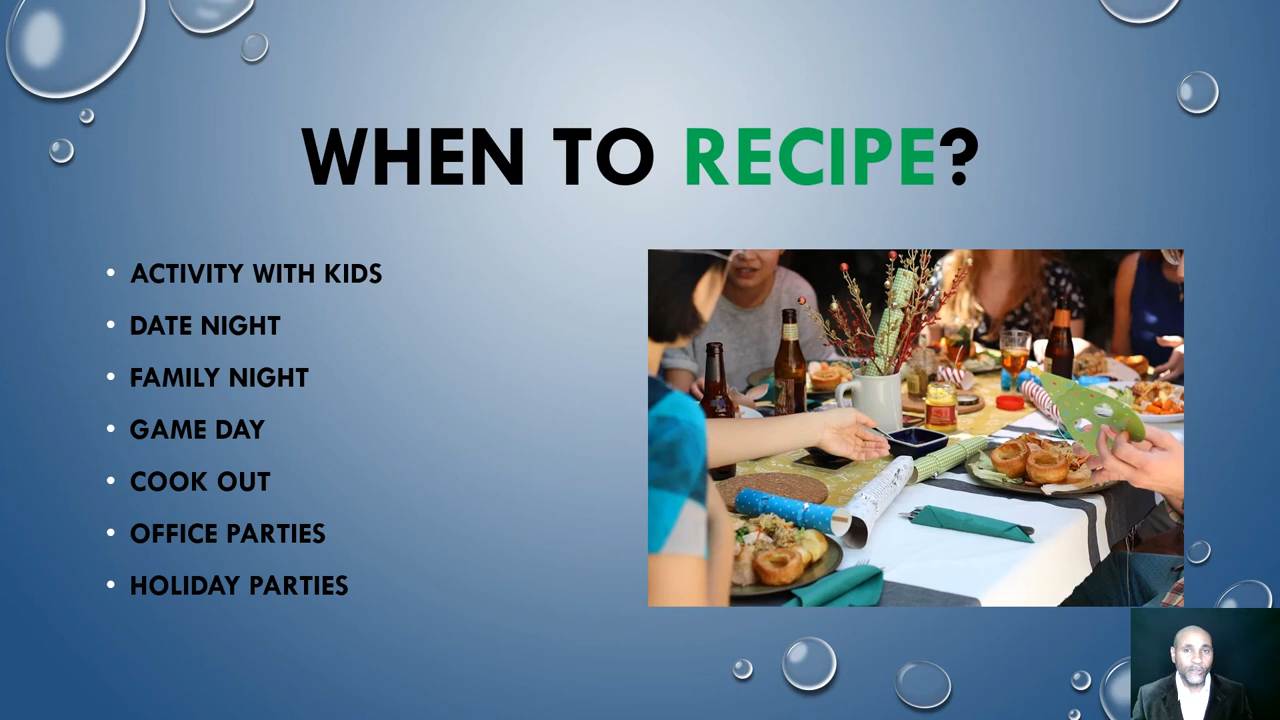 WHEN TO RECIPE?
ACTIVITY WITH KIDS
DATE NIGHT
FAMILY NIGHT
GAME DAY
COOK OUT
OFFICE PARTIES
HOLIDAY PARTIES